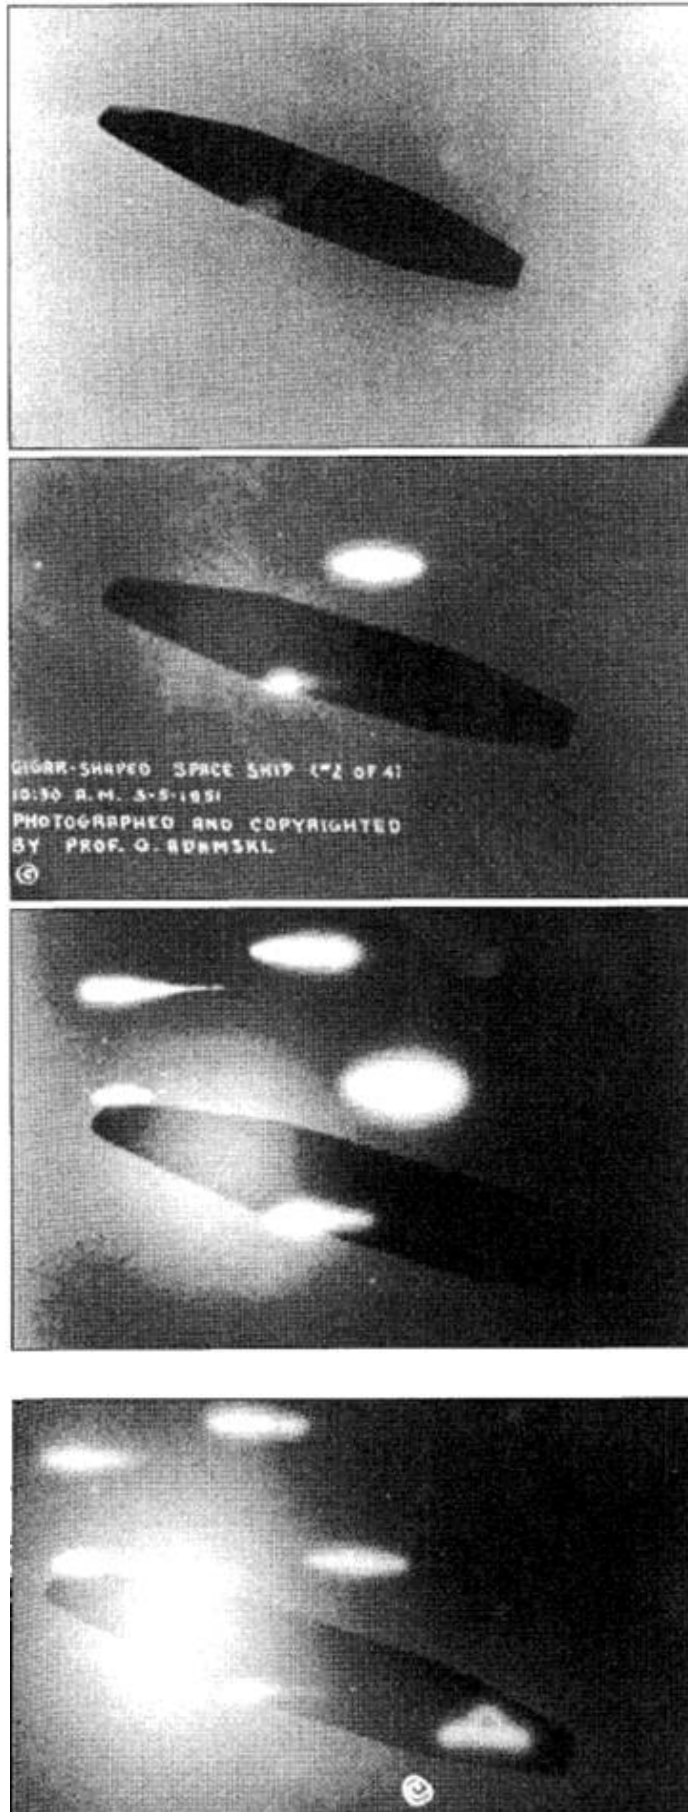 CIGAR-SHAPED SPACE SHIP (#2 OF 4)
10:30 A.M. 3-5-1951
PHOTOGRAPHED AND COPYRIGHTED
BY PROF. G. ADAMSKI.
©
©